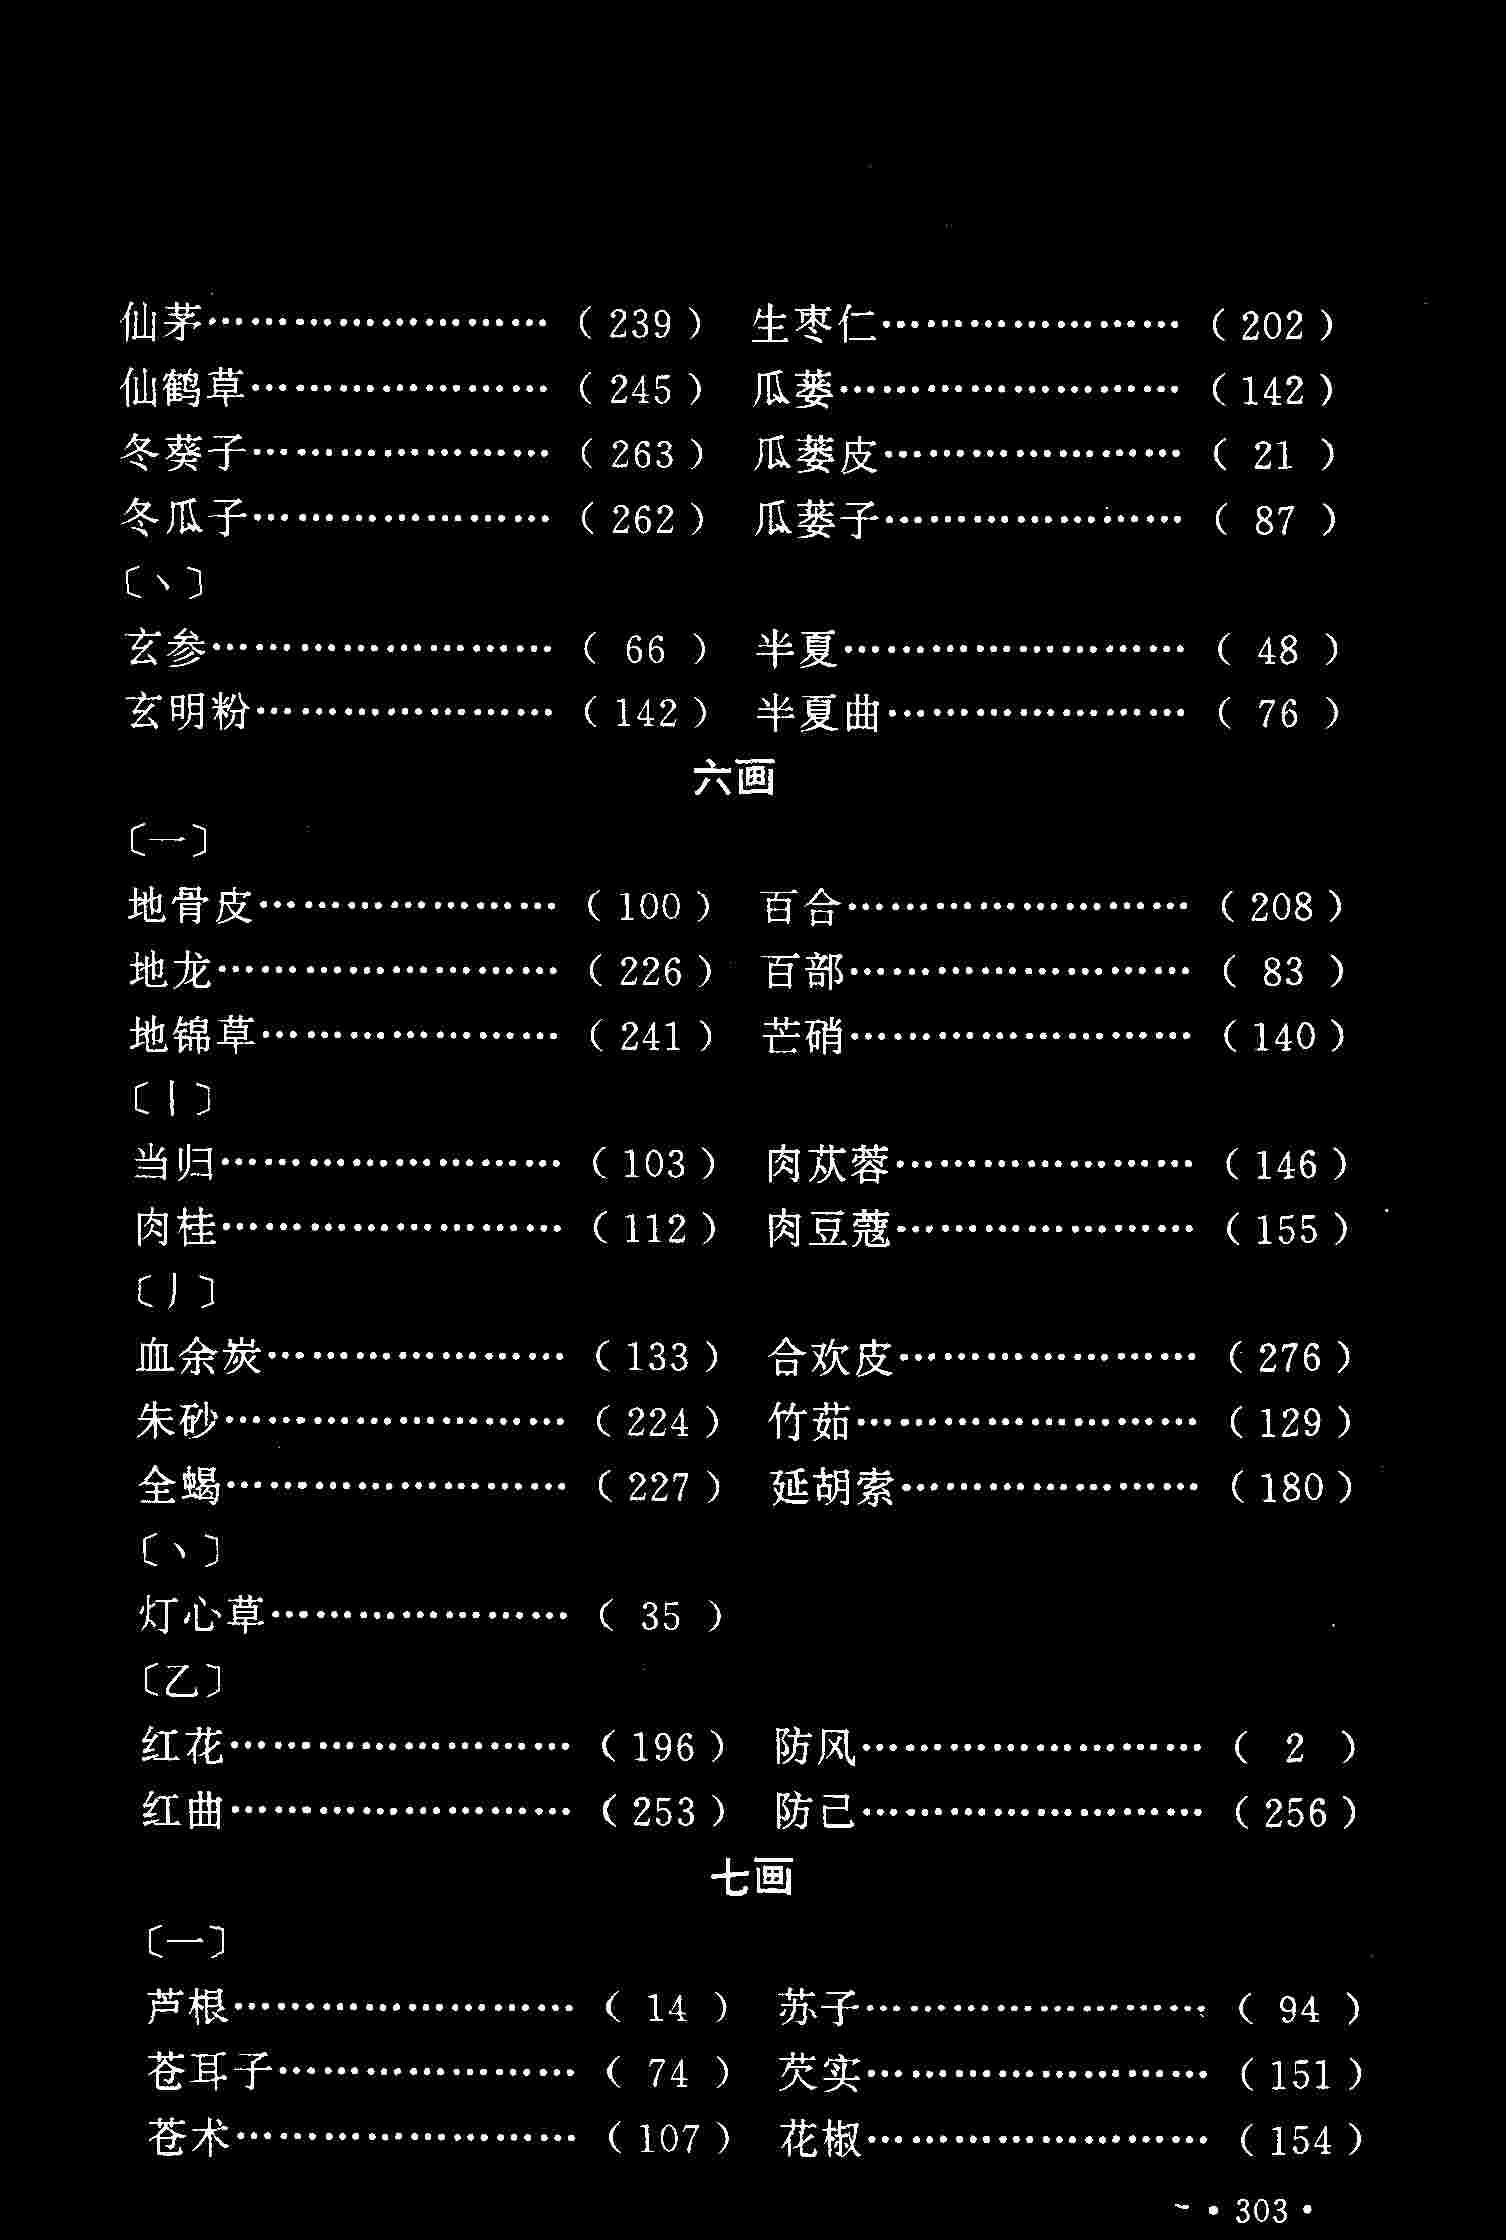 仙茅……………………（239） 生枣仁…………………（202）
仙鹤草…………………（245） 瓜蒌……………………（142）
冬葵子…………………（263） 瓜蒌皮…………………（ 21 ）
冬瓜子…………………（262） 瓜蒌子…………………（ 87 ）
〔丶〕
玄参……………………（ 66 ） 半夏……………………（ 48 ）
玄明粉…………………（142） 半夏曲…………………（ 76 ）
六画
〔一〕
地骨皮…………………（100） 百合……………………（208）
地龙……………………（226） 百部……………………（ 83 ）
地锦草…………………（241） 芒硝……………………（140）
〔丨〕
当归……………………（103） 肉苁蓉…………………（146）
肉桂……………………（112） 肉豆蔻…………………（155）
〔丿〕
血余炭…………………（133） 合欢皮…………………（276）
朱砂……………………（224） 竹茹……………………（129）
全蝎……………………（227） 延胡索…………………（180）
〔丶〕
灯心草…………………（ 35 ）
〔乙〕
红花……………………（196） 防风……………………（ 2 ）
红曲……………………（253） 防己……………………（256）
七画
〔一〕
芦根……………………（ 14 ） 苏子……………………（ 94 ）
苍耳子…………………（ 74 ） 芡实……………………（151）
苍术……………………（107） 花椒……………………（154）
·303·